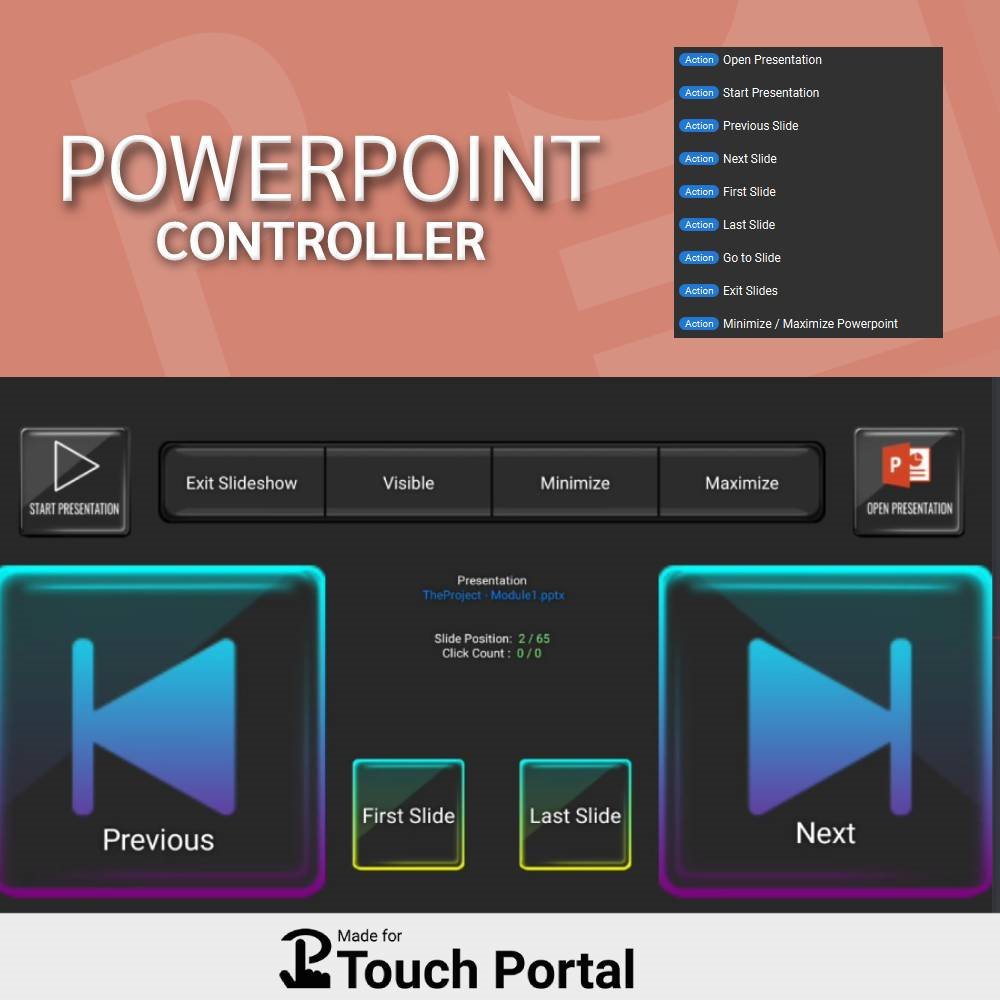 POWERPOINT
CONTROLLER
Action Open Presentation
Action Start Presentation
Action Previous Slide
Action Next Slide
Action First Slide
Action Last Slide
Action Go to Slide
Action Exit Slides
Action Minimize / Maximize Powerpoint
START PRESENTATION
Exit Slideshow
Visible
Minimize
Maximize
P
OPEN PRESENTATION
Presentation
TheProject - Module1.pptx
Slide Position: 2 / 65
Click Count : 0 / 0
Previous
First Slide
Last Slide
Next
Made for
Touch Portal